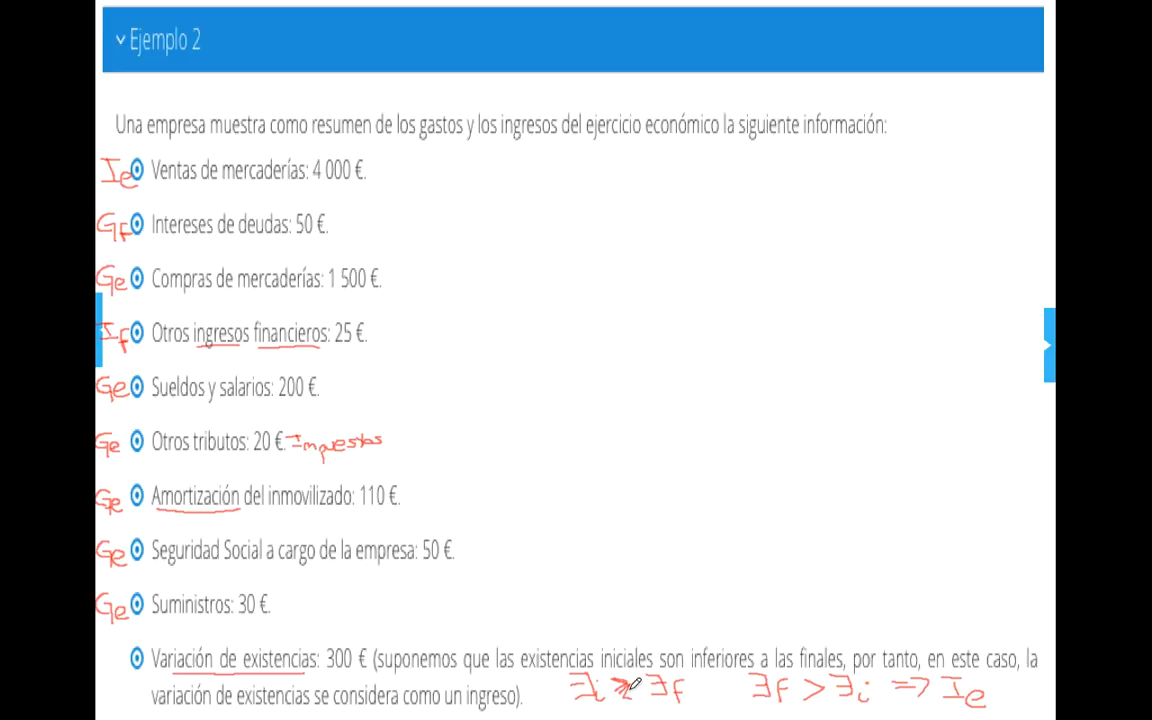 Ejemplo 2
Una empresa muestra como resumen de los gastos y los ingresos del ejercicio económico la siguiente información:
Ie Ventas de mercaderías: 4 000 €.
Gf Intereses de deudas: 50 €.
Ge Compras de mercaderías: 1 500 €.
If Otros ingresos financieros: 25 €.
Ge Sueldos y salarios: 200 €.
Ge Otros tributos: 20 €. Impuestos
Ge Amortización del inmovilizado: 110 €.
Ge Seguridad Social a cargo de la empresa: 50 €.
Ge Suministros: 30 €.
Variación de existencias: 300 € (suponemos que las existencias iniciales son inferiores a las finales, por tanto, en este caso, la
variación de existencias se considera como un ingreso). ∃i ∃f ∃f > ∃i => Ie